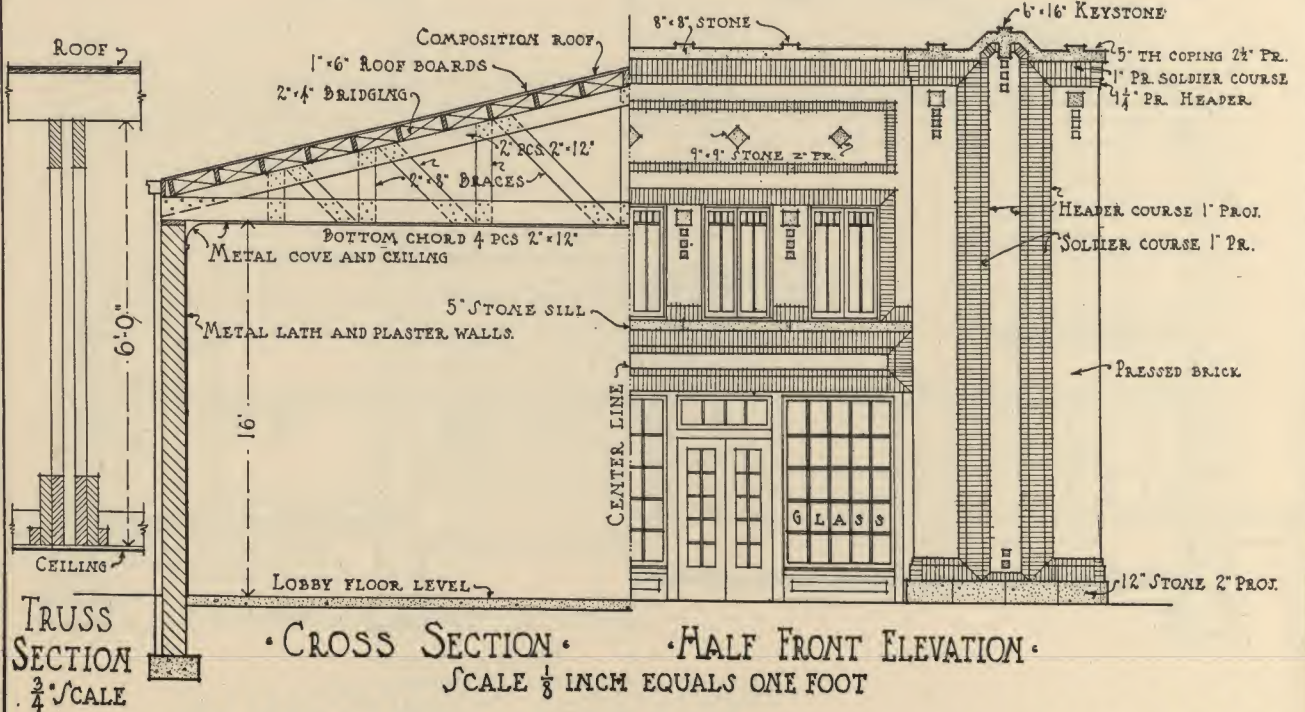 ROOF
COMPOSITION ROOF
1"×6" ROOF BOARDS
2"×4" BRIDGING
2 PCS. 2"×12"
2"×8" BRACES
BOTTOM CHORD 4 PCS 2"×12"
METAL COVE AND CEILING
METAL LATH AND PLASTER WALLS.
6'-0"
16'
CEILING
LOBBY FLOOR LEVEL
8"×8" STONE
6"×16" KEYSTONE
5" TH COPING 2½" PR.
1" PR. SOLDIER COURSE
PR. HEADER
9"×9" STONE 2" PR.
HEADER COURSE 1" PROJ.
SOLDIER COURSE 1" PR.
5" STONE SILL
PRESSED BRICK
CENTER LINE
GLASS
12" STONE 2" PROJ.
TRUSS
SECTION
¾" SCALE
· CROSS SECTION ·
· HALF FRONT ELEVATION ·
SCALE ⅛ INCH EQUALS ONE FOOT